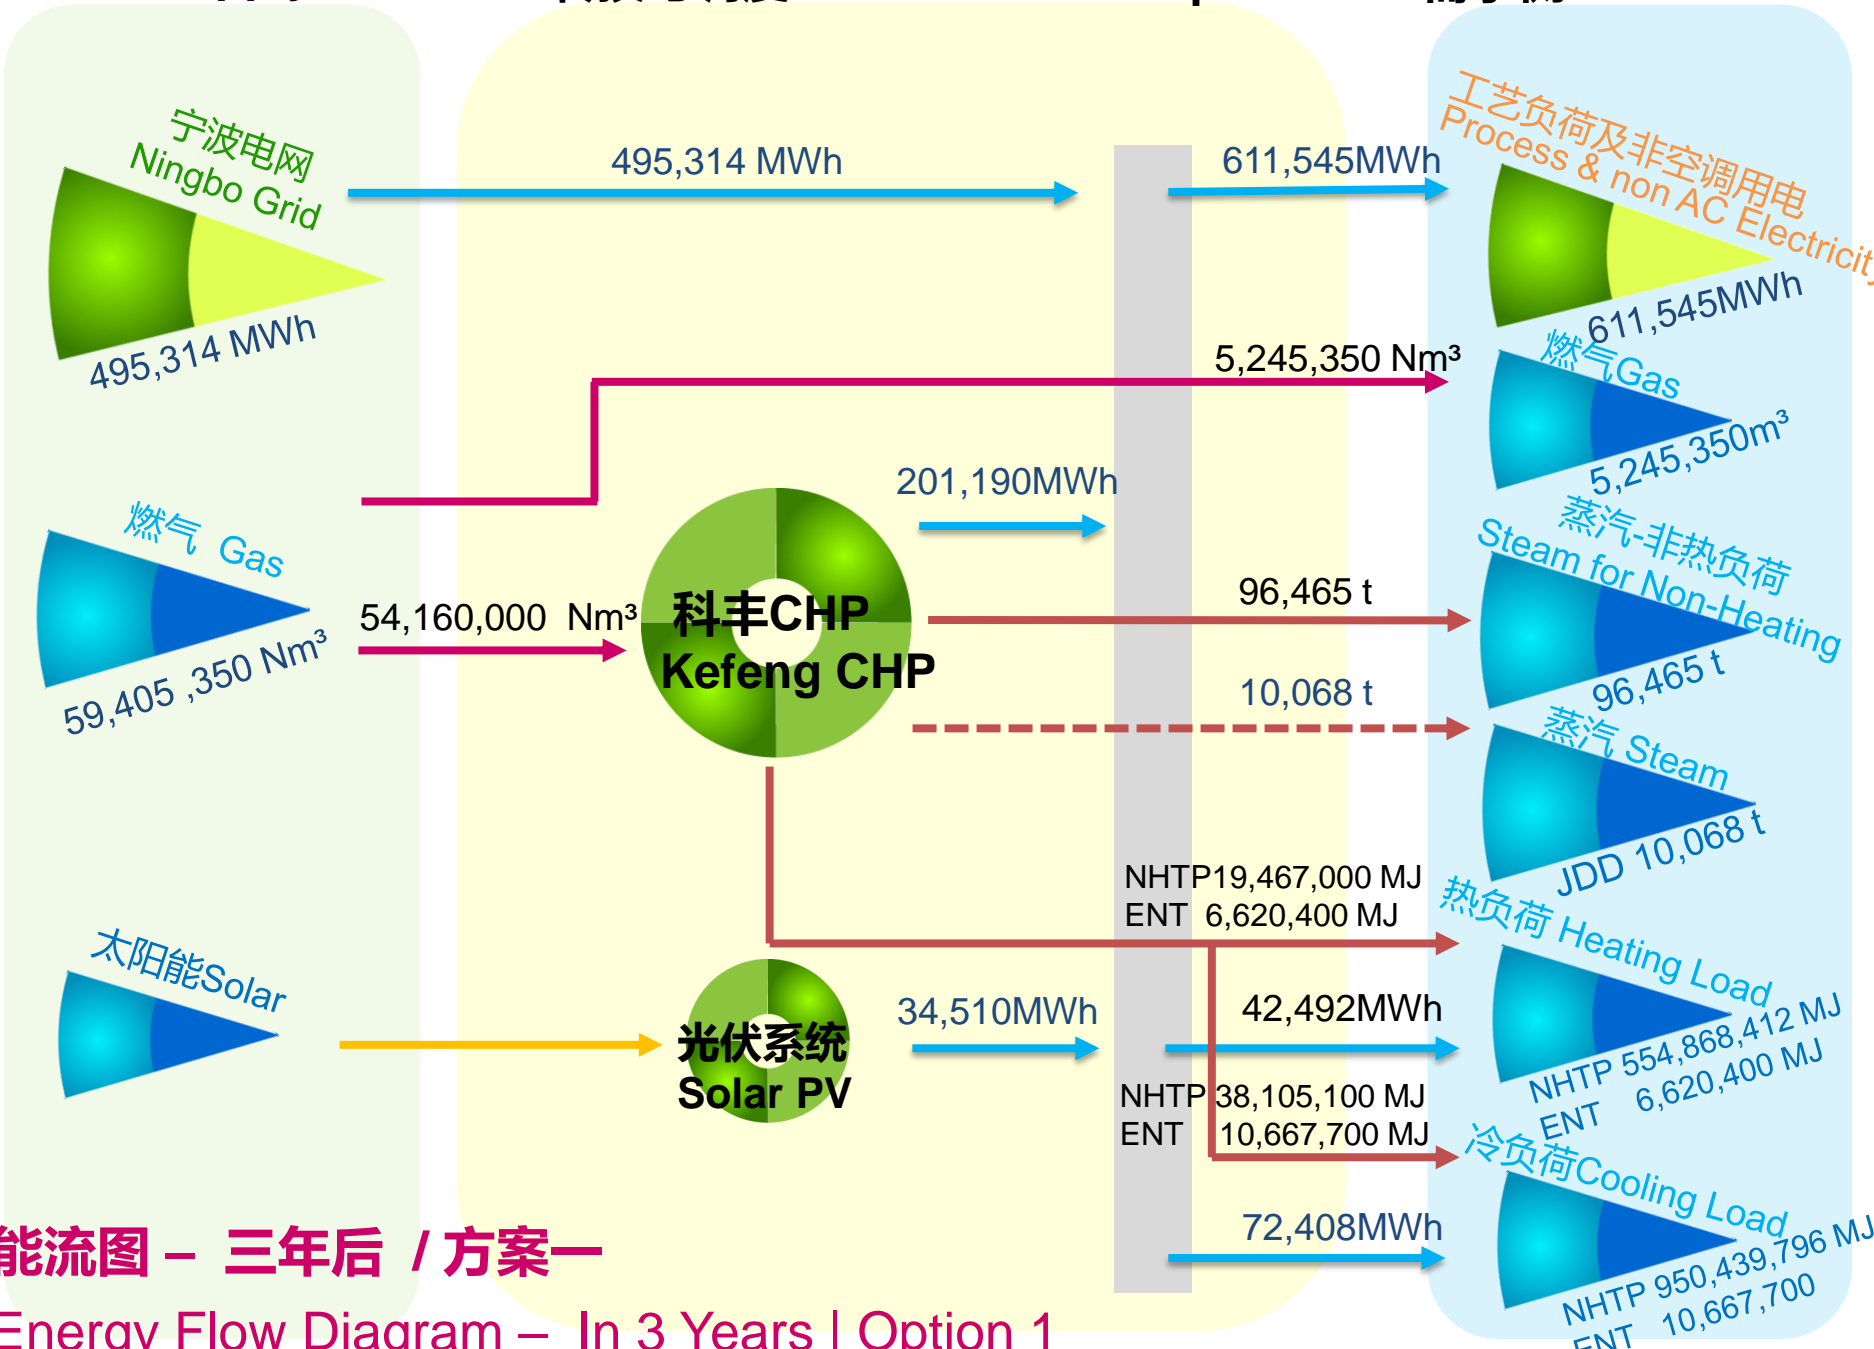 宁波电网
Ningbo Grid
495,314 MWh
燃气 Gas
59,405 ,350 Nm³
太阳能Solar
495,314 MWh
611,545MWh
5,245,350 Nm³
201,190MWh
54,160,000 Nm³
科丰CHP
Kefeng CHP
96,465 t
10,068 t
NHTP19,467,000 MJ
ENT 6,620,400 MJ
光伏系统
Solar PV
34,510MWh
42,492MWh
NHTP 38,105,100 MJ
ENT 10,667,700 MJ
72,408MWh
工艺负荷及非空调用电
Process & non AC Electricity
611,545MWh
燃气Gas
5,245,350m³
蒸汽-非热负荷
Steam for Non-Heating
96,465 t
蒸汽 Steam
JDD 10,068 t
热负荷 Heating Load
NHTP 554,868,412 MJ
ENT 6,620,400 MJ
冷负荷Cooling Load
NHTP 950,439,796 MJ
ENT 10,667,700
能流图 – 三年后 / 方案一
Energy Flow Diagram – In 3 Years | Option 1